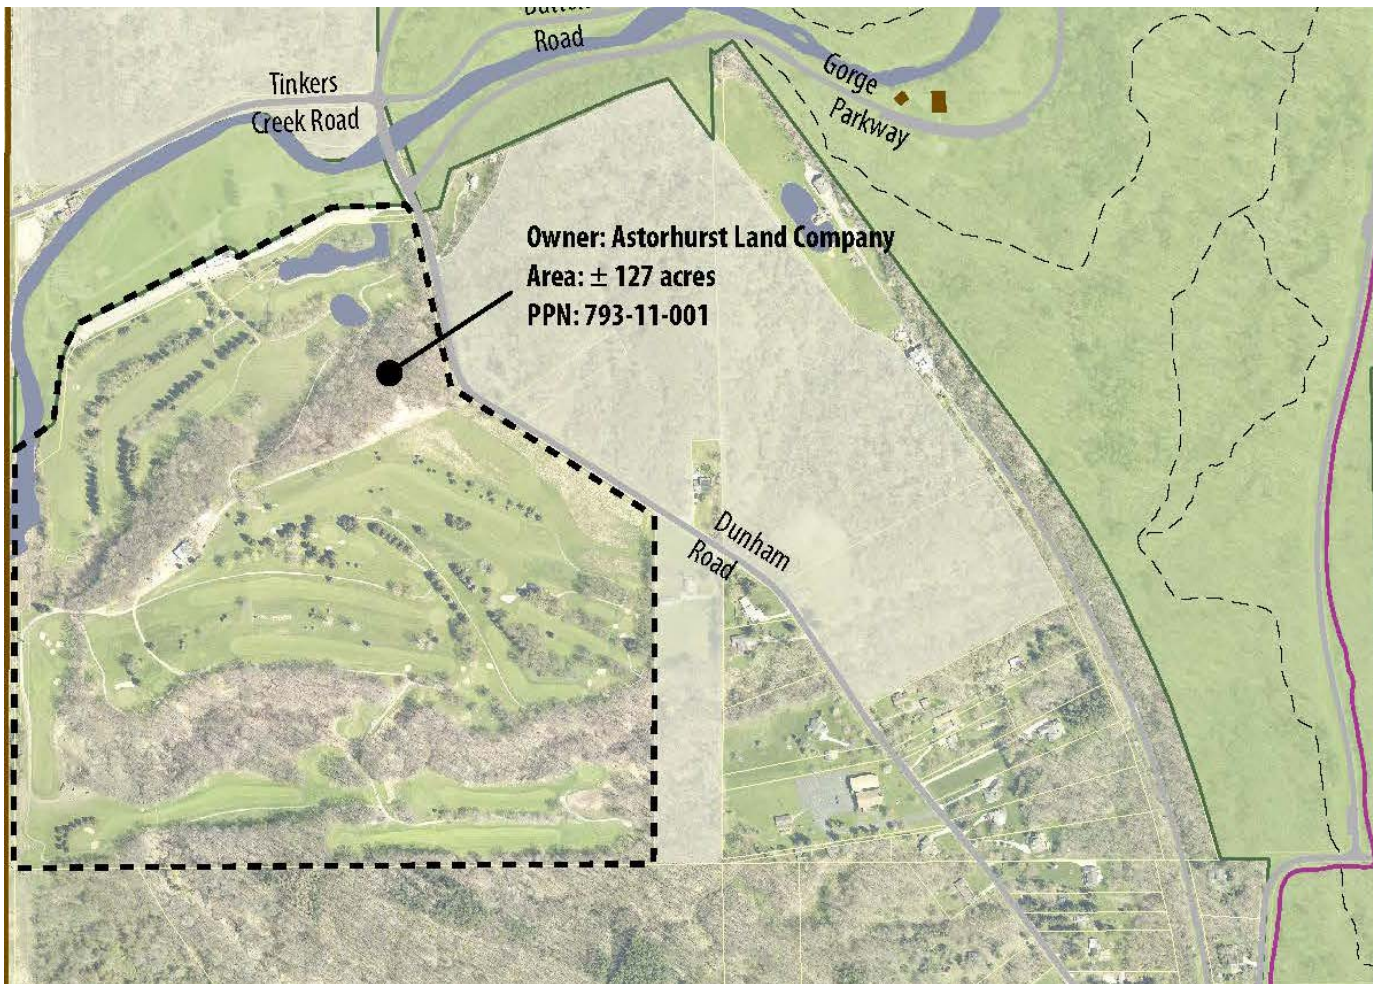 Road
Tinkers
Creek Road
Gorge
Parkway
Owner: Astorhurst Land Company
Area: ± 127 acres
PPN: 793-11-001
Dunham
Road